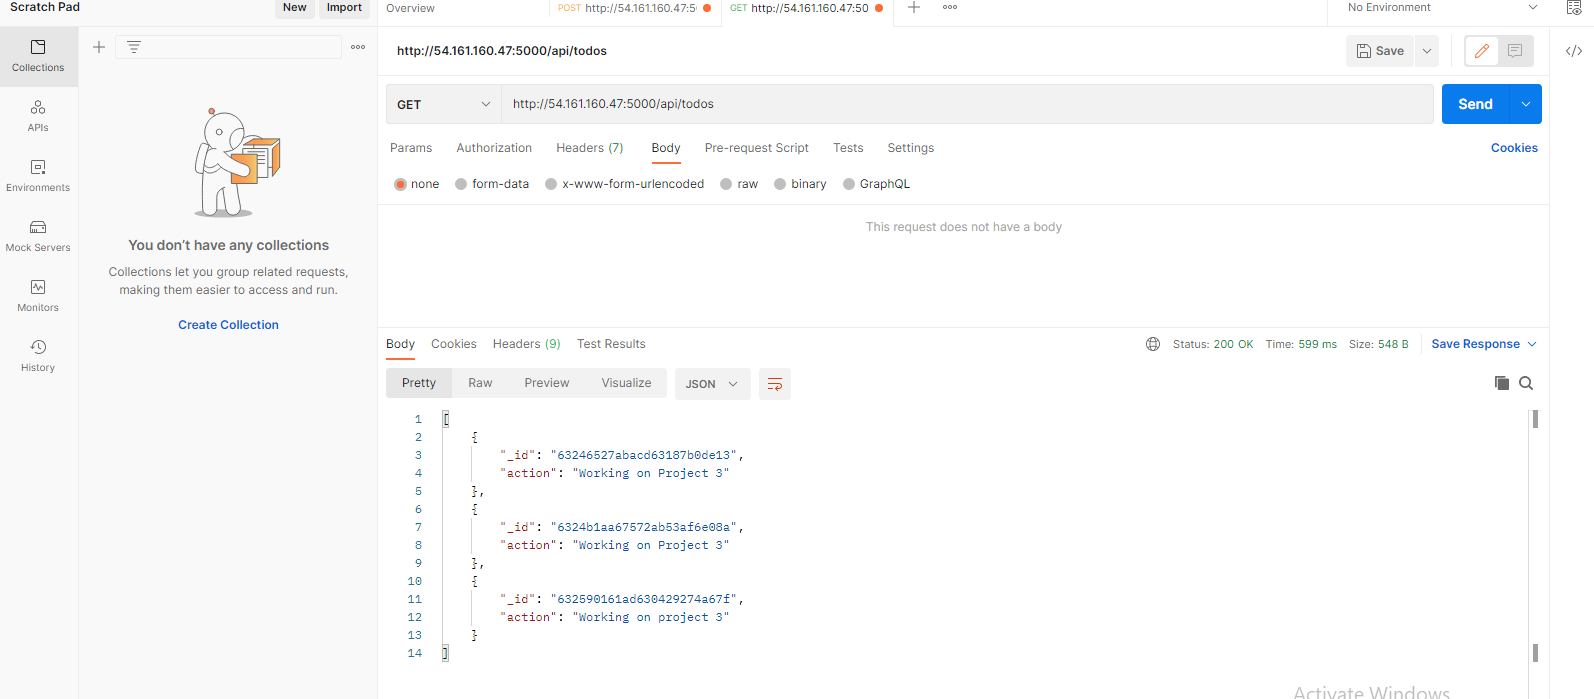 Scratch Pad New Import Overview POST http://54.161.160.47:5 GET http://54.161.160.47:50 No Environment
Collections
APIs
Environments
Mock Servers
Monitors
History
You don't have any collections
Collections let you group related requests,
making them easier to access and run.
Create Collection
http://54.161.160.47:5000/api/todos Save
GET http://54.161.160.47:5000/api/todos Send
Params Authorization Headers (7) Body Pre-request Script Tests Settings Cookies
none form-data x-www-form-urlencoded raw binary GraphQL
This request does not have a body
Body Cookies Headers (9) Test Results Status: 200 OK Time: 599 ms Size: 548 B Save Response
Pretty Raw Preview Visualize JSON
1 [
2 {
3 "_id": "63246527abacd63187b0de13",
4 "action": "Working on Project 3"
5 },
6 {
7 "_id": "6324b1aa67572ab53af6e08a",
8 "action": "Working on Project 3"
9 },
10 {
11 "_id": "632590161ad630429274a67f",
12 "action": "Working on project 3"
13 }
14 ]
Activate Windows